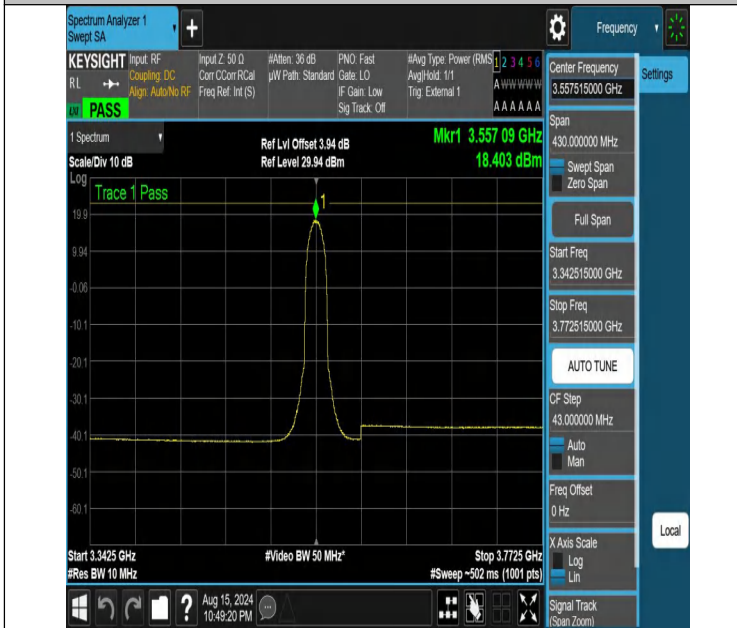 Spectrum Analyzer 1
Swept SA
Frequency
KEYSIGHT
RL
LXI
PASS
Input: RF
Coupling: DC
Align: Auto/No RF
Input Z: 50 Ω
Corr CCorr RCal
Freq Ref: Int (S)
#Atten: 36 dB
µW Path: Standard
PNO: Fast
Gate: LO
IF Gain: Low
Sig Track: Off
#Avg Type: Power (RMS
Avg|Hold: 1/1
Trig: External 1
1 2 3 4 5 6
A W W W W W
A A A A A A
1 Spectrum
Scale/Div 10 dB
Ref Lvl Offset 3.94 dB
Ref Level 29.94 dBm
Mkr1 3.557 09 GHz
18.403 dBm
Log
Trace 1 Pass
1
19.9
9.94
-0.06
-10.1
-20.1
-30.1
-40.1
-50.1
-60.1
Start 3.3425 GHz
#Res BW 10 MHz
#Video BW 50 MHz*
Stop 3.7725 GHz
#Sweep ~502 ms (1001 pts)
Aug 15, 2024
10:49:20 PM
Center Frequency
3.557515000 GHz
Settings
Span
430.000000 MHz
Swept Span
Zero Span
Full Span
Start Freq
3.342515000 GHz
Stop Freq
3.772515000 GHz
AUTO TUNE
CF Step
43.000000 MHz
Auto
Man
Freq Offset
0 Hz
X Axis Scale
Log
Lin
Signal Track
(Span Zoom)
Local